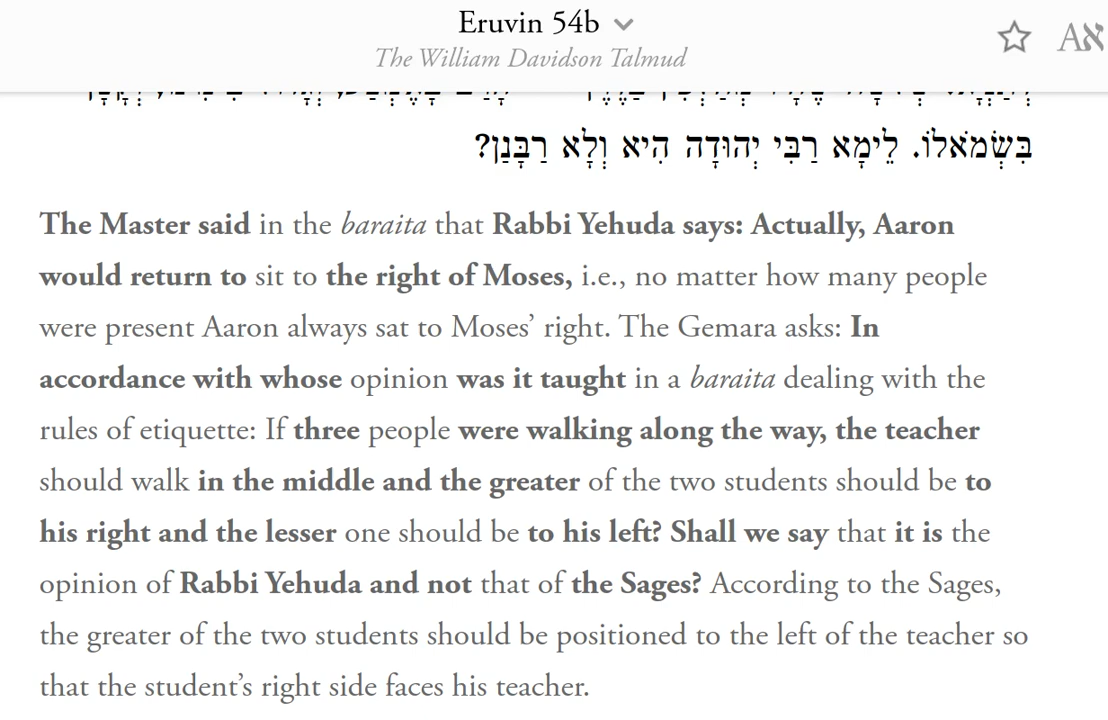 Eruvin 54b
The William Davidson Talmud
Aא
בִּשְׂמֹאלוֹ. לֵימָא רַבִּי יְהוּדָה הִיא וְלָא רַבָּנַן?
The Master said in the baraita that Rabbi Yehuda says: Actually, Aaron
would return to sit to the right of Moses, i.e., no matter how many people
were present Aaron always sat to Moses’ right. The Gemara asks: In
accordance with whose opinion was it taught in a baraita dealing with the
rules of etiquette: If three people were walking along the way, the teacher
should walk in the middle and the greater of the two students should be to
his right and the lesser one should be to his left? Shall we say that it is the
opinion of Rabbi Yehuda and not that of the Sages? According to the Sages,
the greater of the two students should be positioned to the left of the teacher so
that the student’s right side faces his teacher.